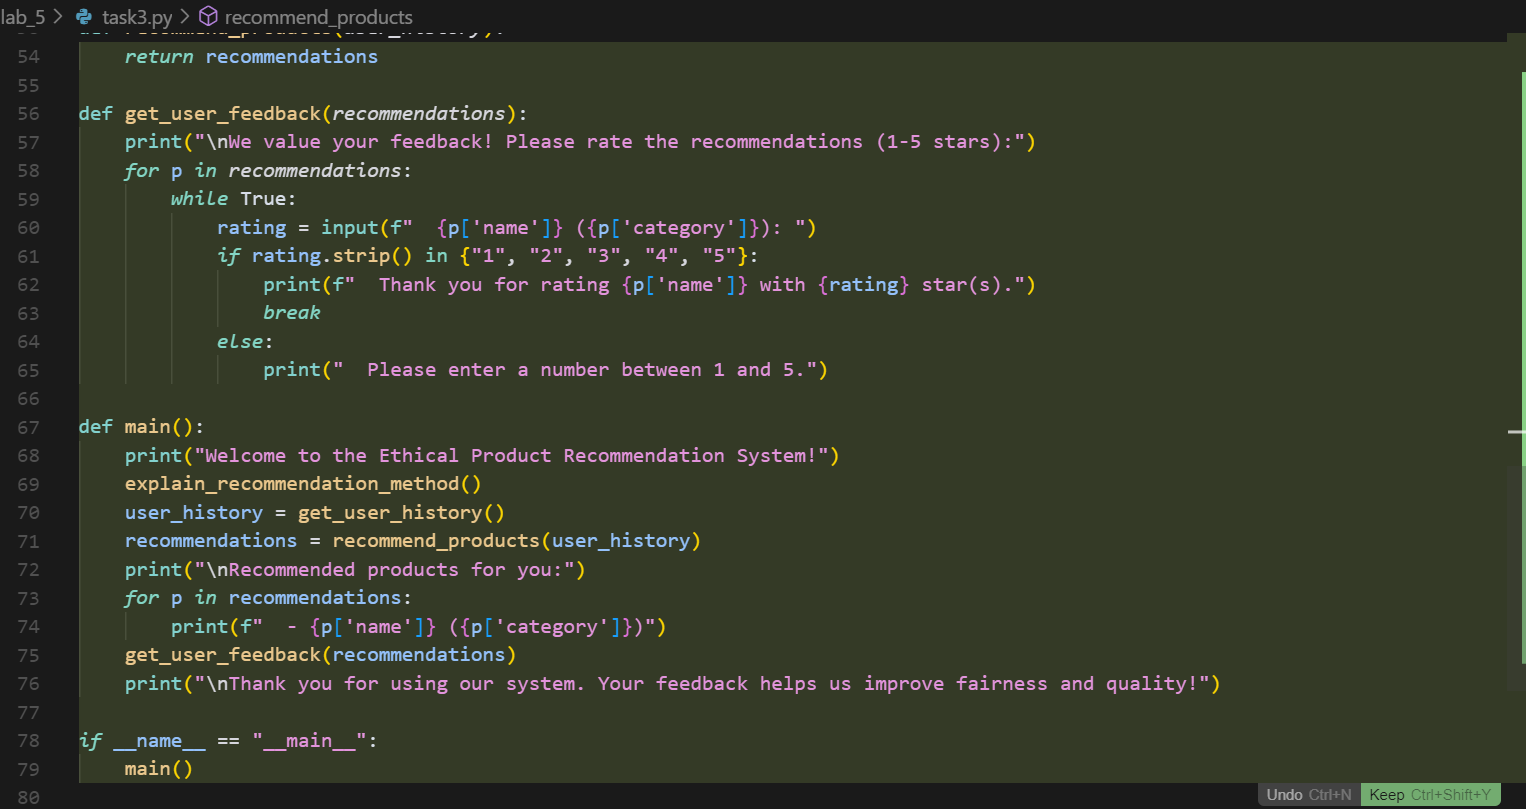 lab_5 > task3.py > recommend_products
54 return recommendations
55
56 def get_user_feedback(recommendations):
57 print("\nWe value your feedback! Please rate the recommendations (1-5 stars):")
58 for p in recommendations:
59 while True:
60 rating = input(f"  {p['name']} ({p['category']}): ")
61 if rating.strip() in {"1", "2", "3", "4", "5"}:
62 print(f"  Thank you for rating {p['name']} with {rating} star(s).")
63 break
64 else:
65 print("  Please enter a number between 1 and 5.")
66
67 def main():
68 print("Welcome to the Ethical Product Recommendation System!")
69 explain_recommendation_method()
70 user_history = get_user_history()
71 recommendations = recommend_products(user_history)
72 print("\nRecommended products for you:")
73 for p in recommendations:
74 print(f"  - {p['name']} ({p['category']})")
75 get_user_feedback(recommendations)
76 print("\nThank you for using our system. Your feedback helps us improve fairness and quality!")
77
78 if __name__ == "__main__":
79 main()
80
Undo Ctrl+N Keep Ctrl+Shift+Y